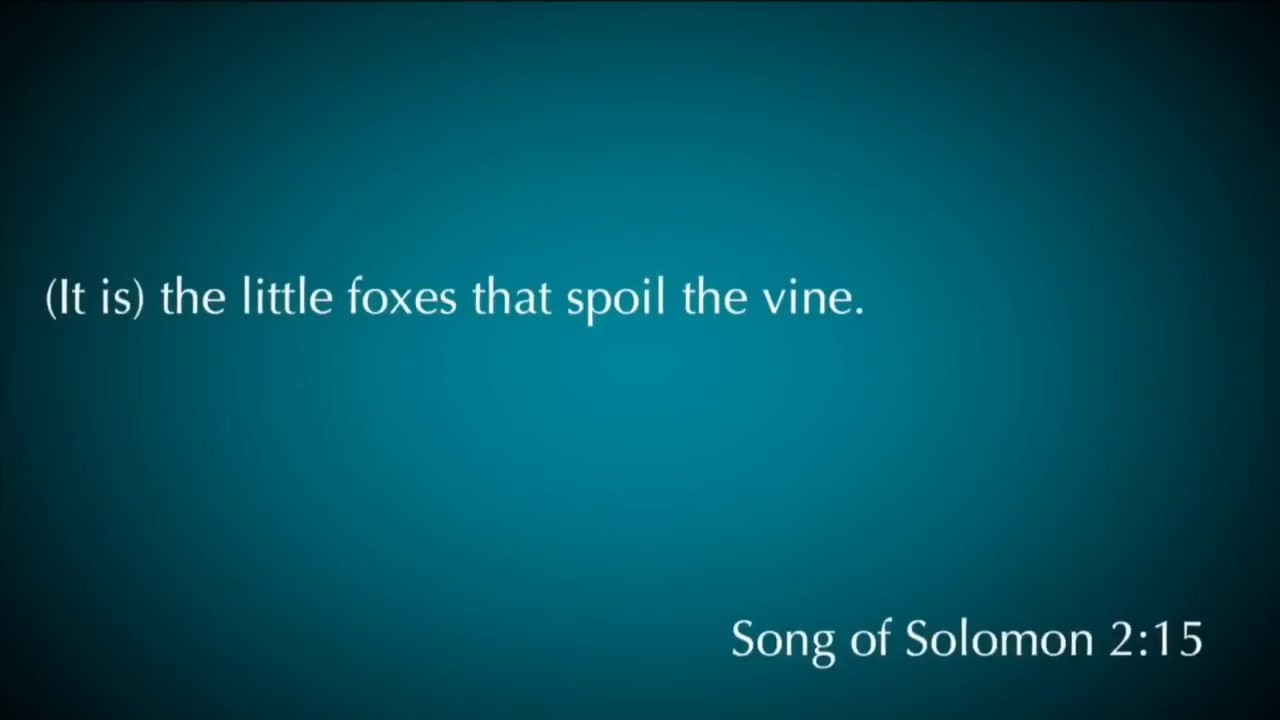 (It is) the little foxes that spoil the vine.
Song of Solomon 2:15